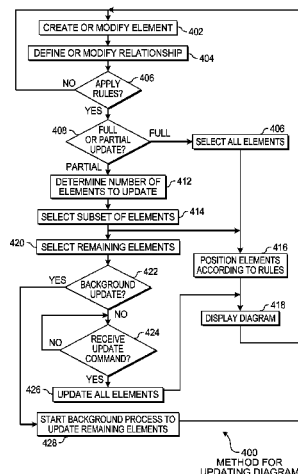 CREATE OR MODIFY ELEMENT
402
DEFINE OR MODIFY RELATIONSHIP
404
406
APPLY
RULES?
NO
YES
408
FULL
OR PARTIAL
UPDATE?
FULL
406
SELECT ALL ELEMENTS
PARTIAL
DETERMINE NUMBER OF
ELEMENTS TO UPDATE
412
SELECT SUBSET OF ELEMENTS
414
420
SELECT REMAINING ELEMENTS
416
POSITION ELEMENTS
ACCORDING TO RULES
YES
422
BACKGROUND
UPDATE?
418
DISPLAY DIAGRAM
NO
424
NO
RECEIVE
UPDATE
COMMAND?
YES
426
UPDATE ALL ELEMENTS
START BACKGROUND PROCESS TO
UPDATE REMAINING ELEMENTS
428
400
METHOD FOR
UPDATING DIAGRAM